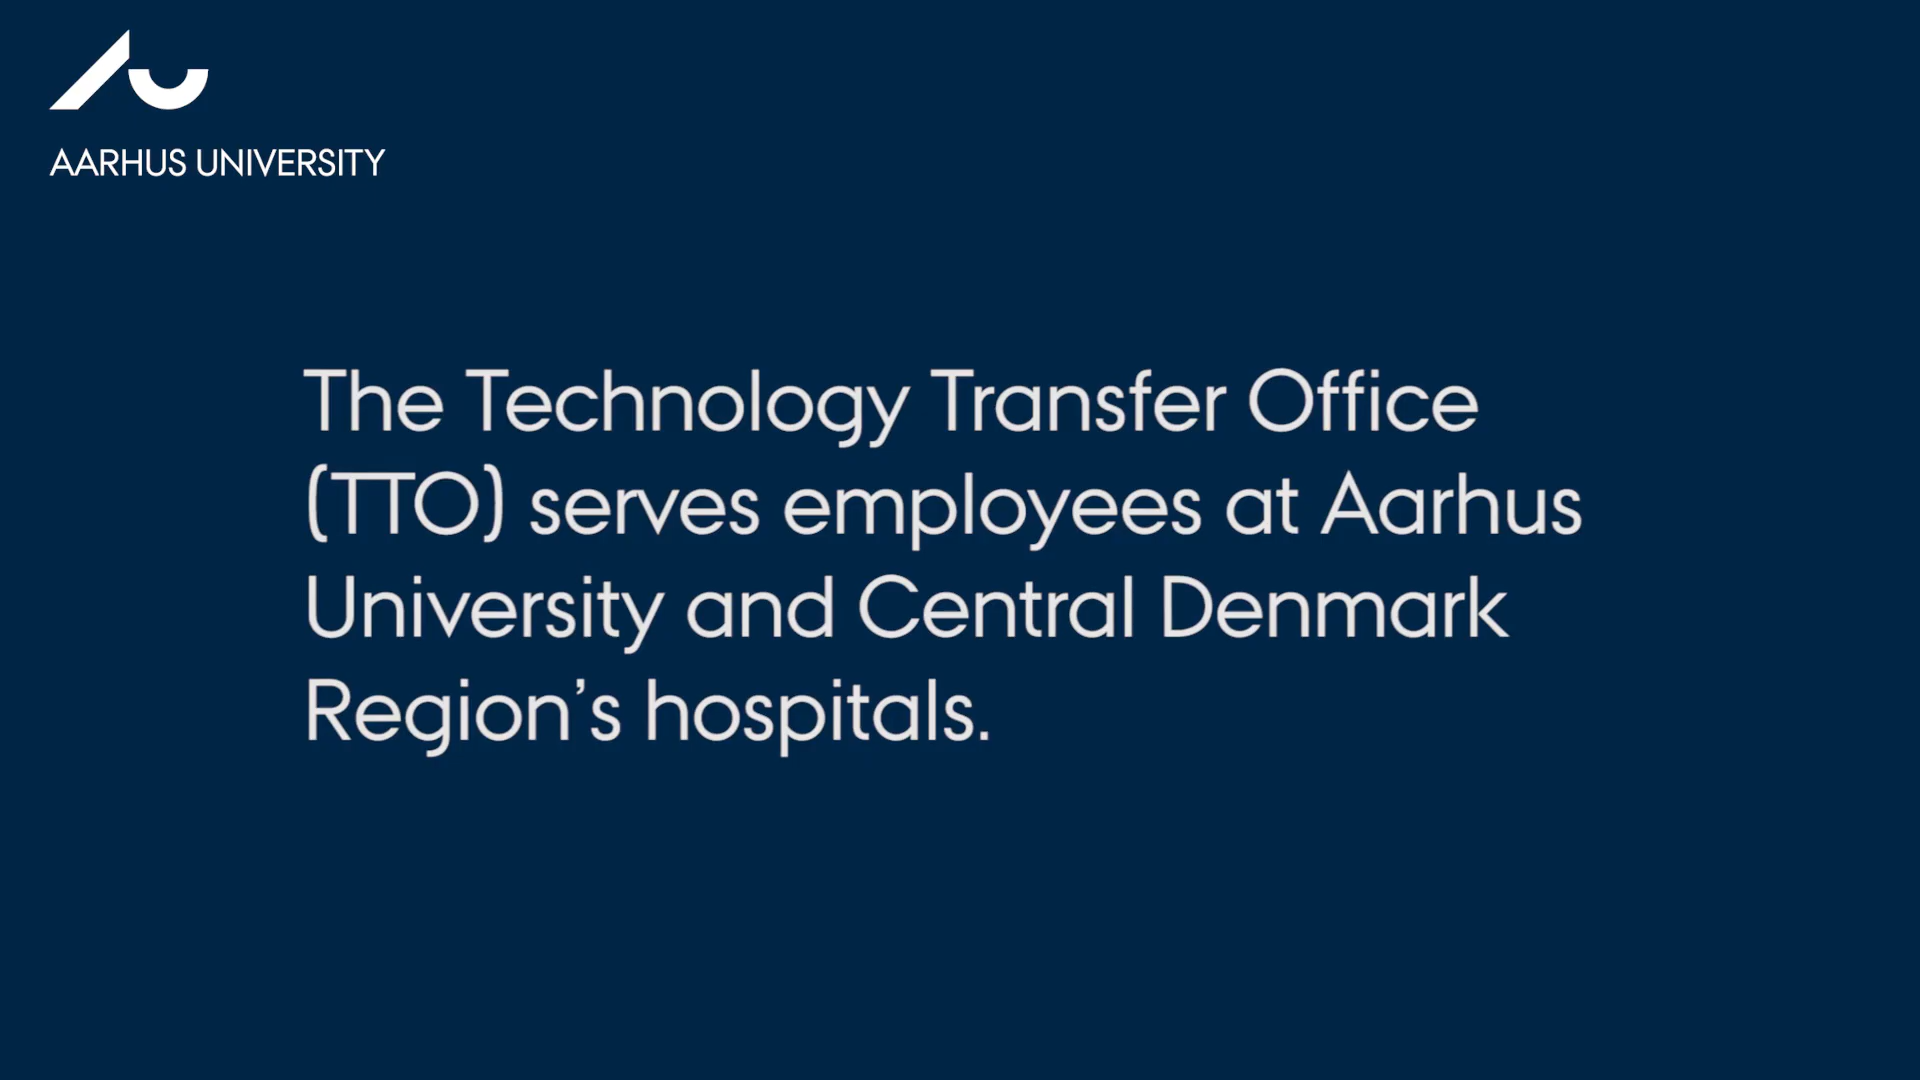 AARHUS UNIVERSITY
The Technology Transfer Office
(TTO) serves employees at Aarhus
University and Central Denmark
Region’s hospitals.